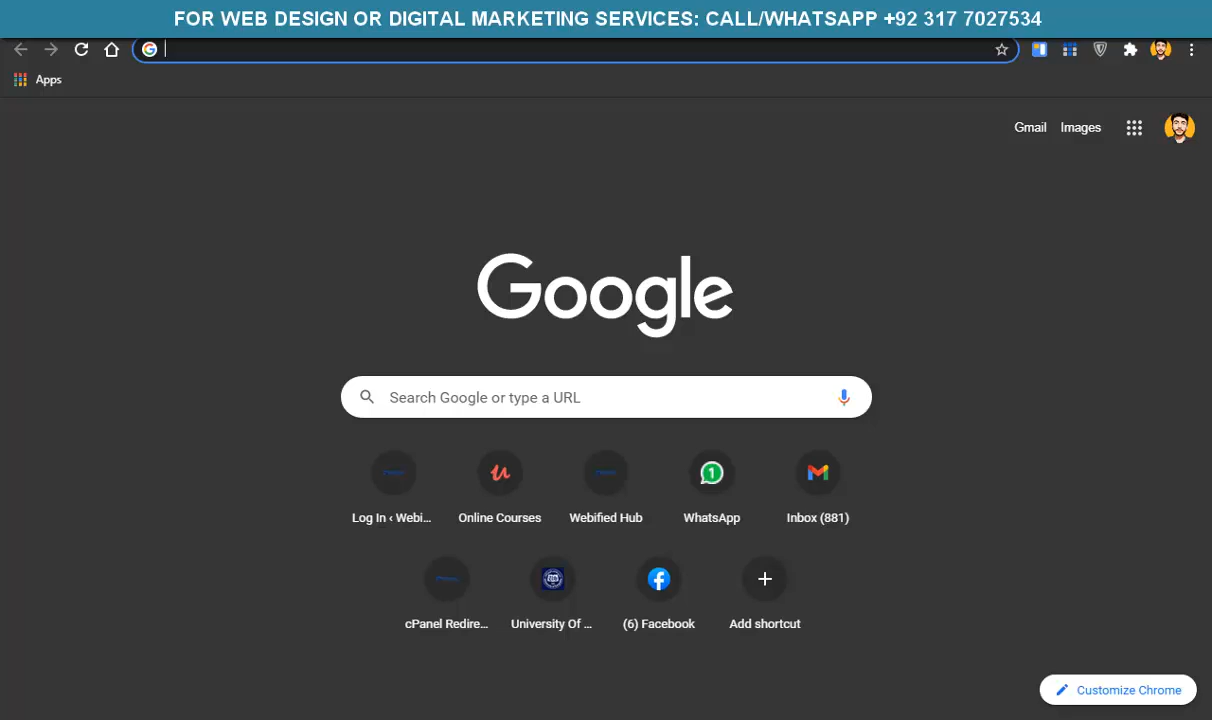 FOR WEB DESIGN OR DIGITAL MARKETING SERVICES: CALL/WHATSAPP +92 317 7027534
Apps
Gmail Images
Google
Search Google or type a URL
1
Log In ‹ Webi... Online Courses Webified Hub WhatsApp Inbox (881)
cPanel Redire... University Of ... (6) Facebook Add shortcut
Customize Chrome